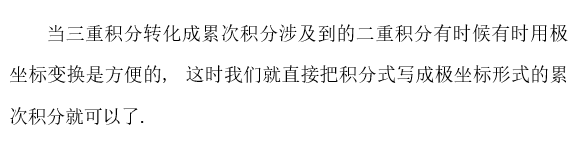 当三重积分转化成累次积分涉及到的二重积分有时候有时用极
坐标变换是方便的, 这时我们就直接把积分式写成极坐标形式的累
次积分就可以了.